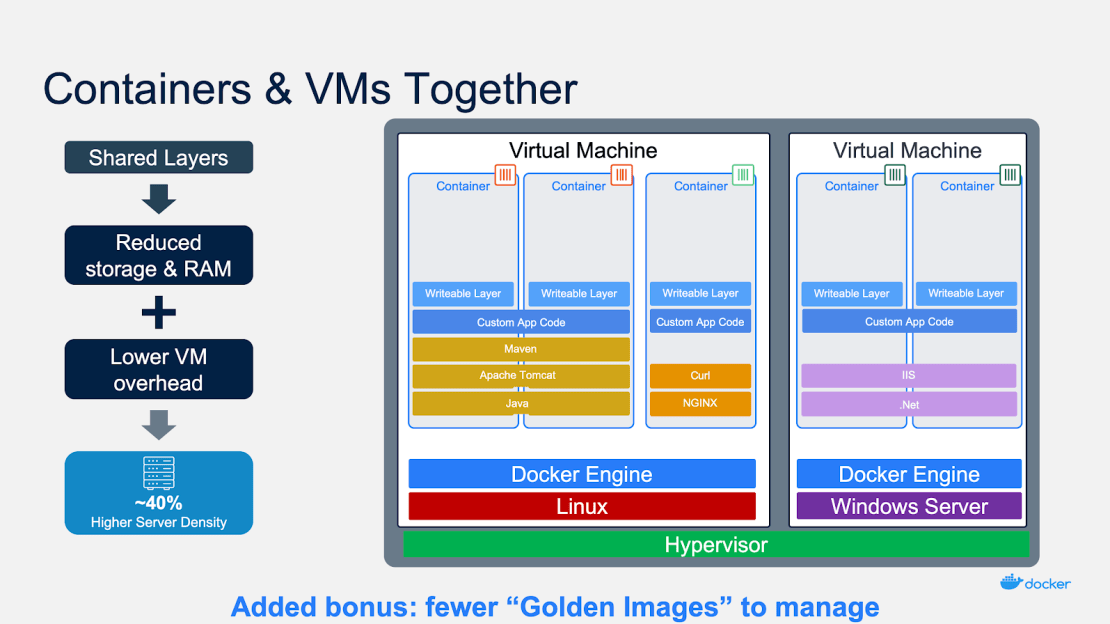 Containers & VMs Together
Shared Layers
Reduced
storage & RAM
Lower VM
overhead
~40%
Higher Server Density
Virtual Machine
Container
Container
Container
Writeable Layer
Writeable Layer
Writeable Layer
Custom App Code
Custom App Code
Maven
Apache Tomcat
Curl
Java
NGINX
Docker Engine
Linux
Virtual Machine
Container
Container
Writeable Layer
Writeable Layer
Custom App Code
IIS
.Net
Docker Engine
Windows Server
Hypervisor
docker
Added bonus: fewer “Golden Images” to manage